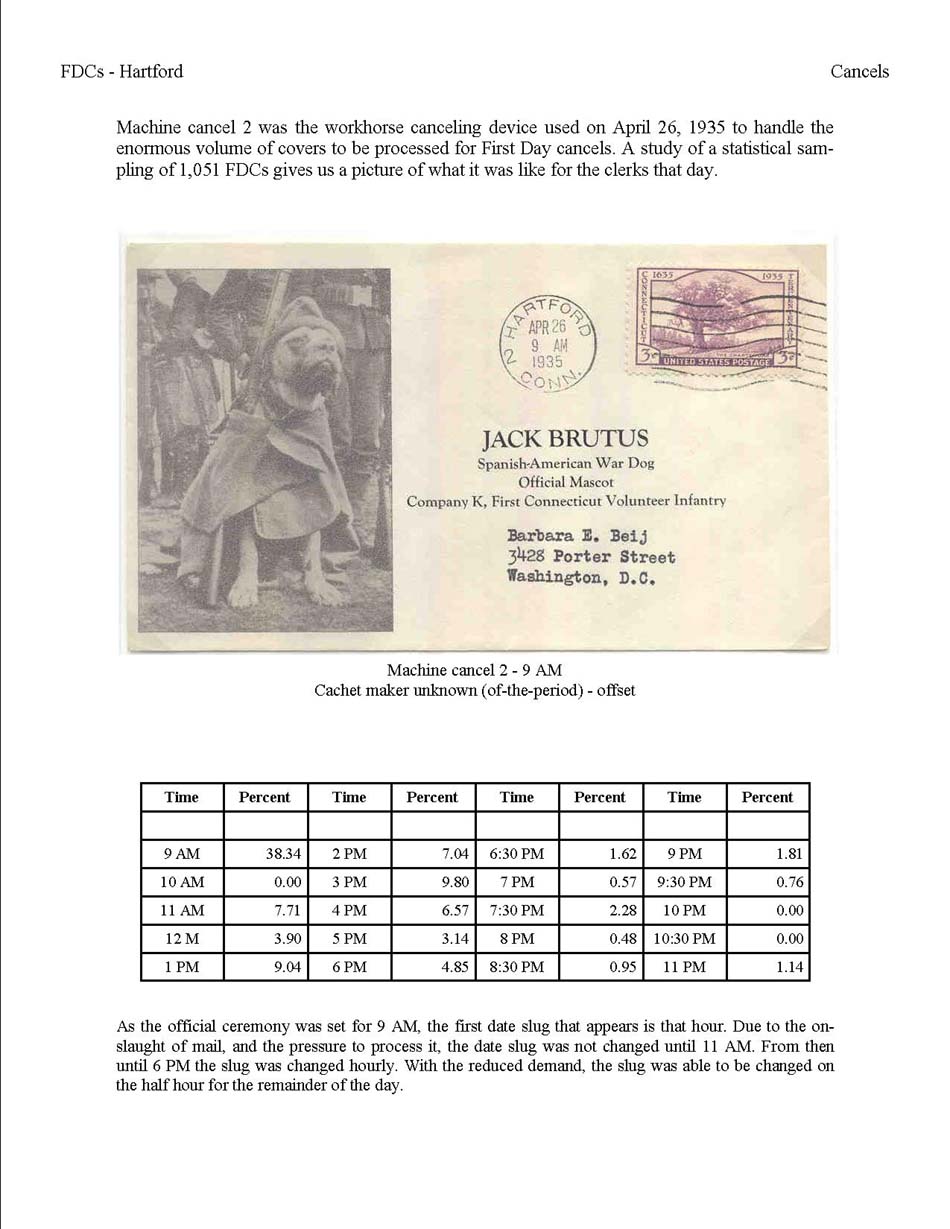 FDCs - Hartford Cancels
Machine cancel 2 was the workhorse canceling device used on April 26, 1935 to handle the
enormous volume of covers to be processed for First Day cancels. A study of a statistical sam-
pling of 1,051 FDCs gives us a picture of what it was like for the clerks that day.
HARTFORD
APR 26
9 AM
1935
2 CONN.
1635 1935
CONNECTICUT
TERCENTENARY
3¢ 3¢
UNITED STATES POSTAGE
JACK BRUTUS
Spanish-American War Dog
Official Mascot
Company K, First Connecticut Volunteer Infantry
Barbara E. Beij
3428 Porter Street
Washington, D.C.
Machine cancel 2 - 9 AM
Cachet maker unknown (of-the-period) - offset
Time Percent Time Percent Time Percent Time Percent
9 AM 38.34 2 PM 7.04 6:30 PM 1.62 9 PM 1.81
10 AM 0.00 3 PM 9.80 7 PM 0.57 9:30 PM 0.76
11 AM 7.71 4 PM 6.57 7:30 PM 2.28 10 PM 0.00
12 M 3.90 5 PM 3.14 8 PM 0.48 10:30 PM 0.00
1 PM 9.04 6 PM 4.85 8:30 PM 0.95 11 PM 1.14
As the official ceremony was set for 9 AM, the first date slug that appears is that hour. Due to the on-
slaught of mail, and the pressure to process it, the date slug was not changed until 11 AM. From then
until 6 PM the slug was changed hourly. With the reduced demand, the slug was able to be changed on
the half hour for the remainder of the day.